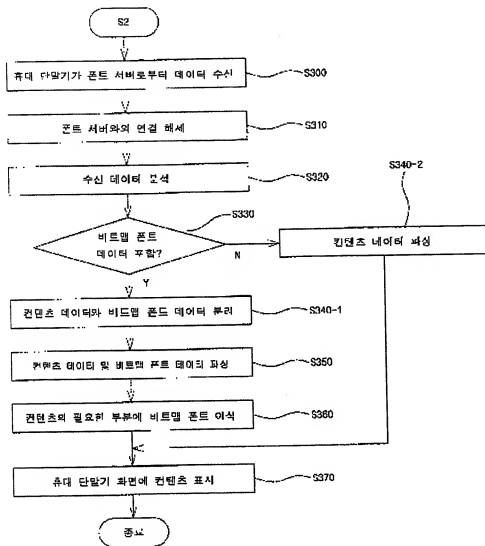 S2
휴대 단말기가 폰트 서버로부터 데이터 수신
S300
폰트 서버와의 연결 해제
S310
수신 데이터 분석
S320
S340-2
S330
비트맵 폰트
데이터 포함?
N
컨텐츠 데이터 파싱
Y
컨텐츠 데이터와 비트맵 폰트 데이터 분리
S340-1
컨텐츠 데이터 및 비트맵 폰트 데이터 파싱
S350
컨텐츠의 필요한 부분에 비트맵 폰트 이식
S360
휴대 단말기 화면에 컨텐츠 표시
S370
종료